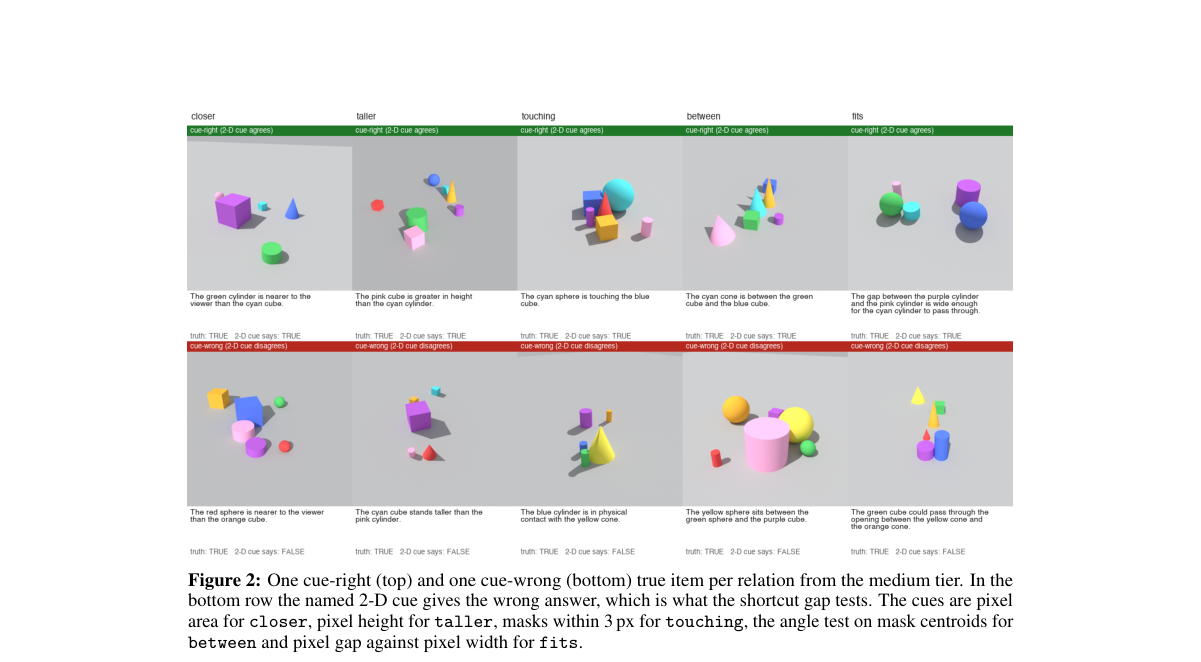 closer taller touching between fits
cue-right (2-D cue agrees) cue-right (2-D cue agrees) cue-right (2-D cue agrees) cue-right (2-D cue agrees) cue-right (2-D cue agrees)
The green cylinder is nearer to the
viewer than the cyan cube.
truth: TRUE 2-D cue says: TRUE
The pink cube is greater in height
than the cyan cylinder.
truth: TRUE 2-D cue says: TRUE
The cyan sphere is touching the blue
cube.
truth: TRUE 2-D cue says: TRUE
The cyan cone is between the green
cube and the blue cube.
truth: TRUE 2-D cue says: TRUE
The gap between the purple cylinder
and the pink cylinder is wide enough
for the cyan cylinder to pass through.
truth: TRUE 2-D cue says: TRUE
cue-wrong (2-D cue disagrees) cue-wrong (2-D cue disagrees) cue-wrong (2-D cue disagrees) cue-wrong (2-D cue disagrees) cue-wrong (2-D cue disagrees)
The red sphere is nearer to the viewer
than the orange cube.
truth: TRUE 2-D cue says: FALSE
The cyan cube stands taller than the
pink cylinder.
truth: TRUE 2-D cue says: FALSE
The blue cylinder is in physical
contact with the yellow cone.
truth: TRUE 2-D cue says: FALSE
The yellow sphere sits between the
green sphere and the purple cube.
truth: TRUE 2-D cue says: FALSE
The green cube could pass through the
opening between the yellow cone and
the orange cone.
truth: TRUE 2-D cue says: FALSE
Figure 2: One cue-right (top) and one cue-wrong (bottom) true item per relation from the medium tier. In the
bottom row the named 2-D cue gives the wrong answer, which is what the shortcut gap tests. The cues are pixel
area for closer, pixel height for taller, masks within 3 px for touching, the angle test on mask centroids for
between and pixel gap against pixel width for fits.